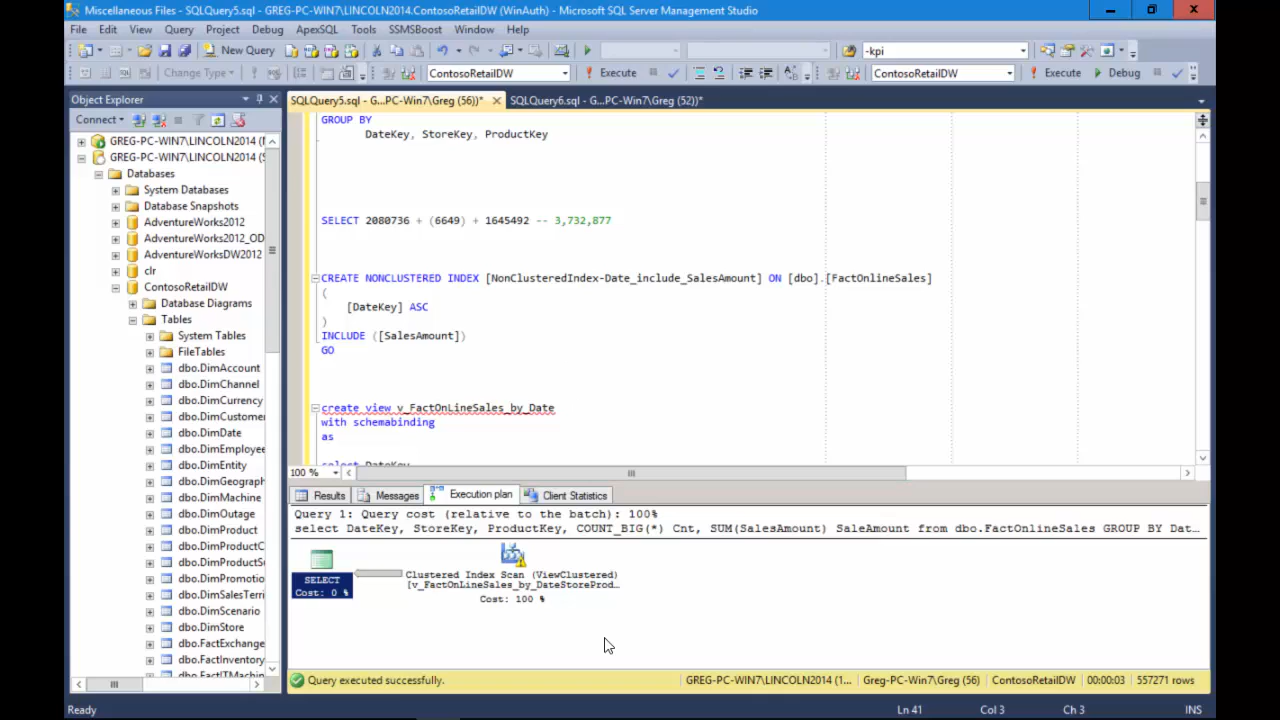 Miscellaneous Files - SQLQuery5.sql - GREG-PC-WIN7\LINCOLN2014.ContosoRetailDW (WinAuth) - Microsoft SQL Server Management Studio
File Edit View Query Project Debug ApexSQL Tools SSMSBoost Window Help
New Query -kpi
Change Type ContosoRetailDW Execute ContosoRetailDW Execute Debug
Object Explorer
SQLQuery5.sql - G...PC-Win7\Greg (56))* SQLQuery6.sql - G...PC-Win7\Greg (52))*
Connect
GREG-PC-WIN7\LINCOLN2014 (
GREG-PC-WIN7\LINCOLN2014 (
Databases
System Databases
Database Snapshots
AdventureWorks2012
AdventureWorks2012_OD
AdventureWorksDW2012
clr
ContosoRetailDW
Database Diagrams
Tables
System Tables
FileTables
dbo.DimAccount
dbo.DimChannel
dbo.DimCurrency
dbo.DimCustomer
dbo.DimDate
dbo.DimEmployee
dbo.DimEntity
dbo.DimGeograph
dbo.DimMachine
dbo.DimOutage
dbo.DimProduct
dbo.DimProductC
dbo.DimProductS
dbo.DimPromotio
dbo.DimSalesTerri
dbo.DimScenario
dbo.DimStore
dbo.FactExchange
dbo.FactInventory
dbo.FactITMachin
GROUP BY
DateKey, StoreKey, ProductKey
SELECT 2080736 + (6649) + 1645492 -- 3,732,877
CREATE NONCLUSTERED INDEX [NonClusteredIndex-Date_include_SalesAmount] ON [dbo].[FactOnlineSales]
(
[DateKey] ASC
)
INCLUDE ([SalesAmount])
GO
create view v_FactOnLineSales_by_Date
with schemabinding
as
select DateKey
100 %
Results Messages Execution plan Client Statistics
Query 1: Query cost (relative to the batch): 100%
select DateKey, StoreKey, ProductKey, COUNT_BIG(*) Cnt, SUM(SalesAmount) SaleAmount from dbo.FactOnlineSales GROUP BY Dat...
SELECT
Cost: 0 %
Clustered Index Scan (ViewClustered)
[v_FactOnLineSales_by_DateStoreProd...
Cost: 100 %
Query executed successfully. GREG-PC-WIN7\LINCOLN2014 (1... Greg-PC-Win7\Greg (56) ContosoRetailDW 00:00:03 557271 rows
Ready Ln 41 Col 3 Ch 3 INS